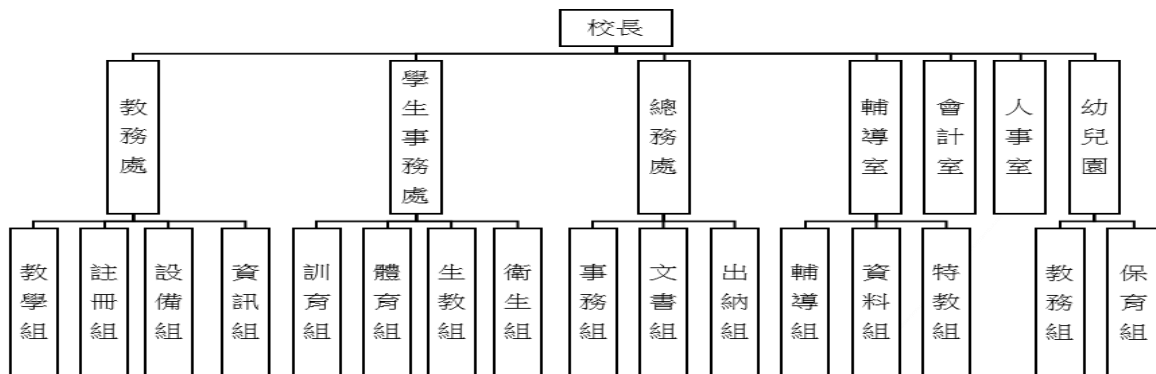 校長
教務處
學生事務處
總務處
輔導室
會計室
人事室
幼兒園
教學組
註冊組
設備組
資訊組
訓育組
體育組
生教組
衛生組
事務組
文書組
出納組
輔導組
資料組
特教組
教務組
保育組